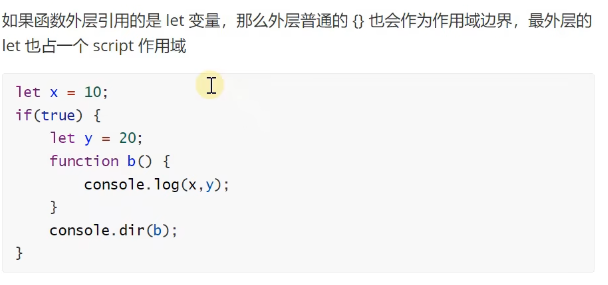 如果函数外层引用的是 let 变量，那么外层普通的 {} 也会作为作用域边界，最外层的
let 也占一个 script 作用域
let x = 10;
if(true) {
    let y = 20;
    function b() {
        console.log(x,y);
    }
    console.dir(b);
}